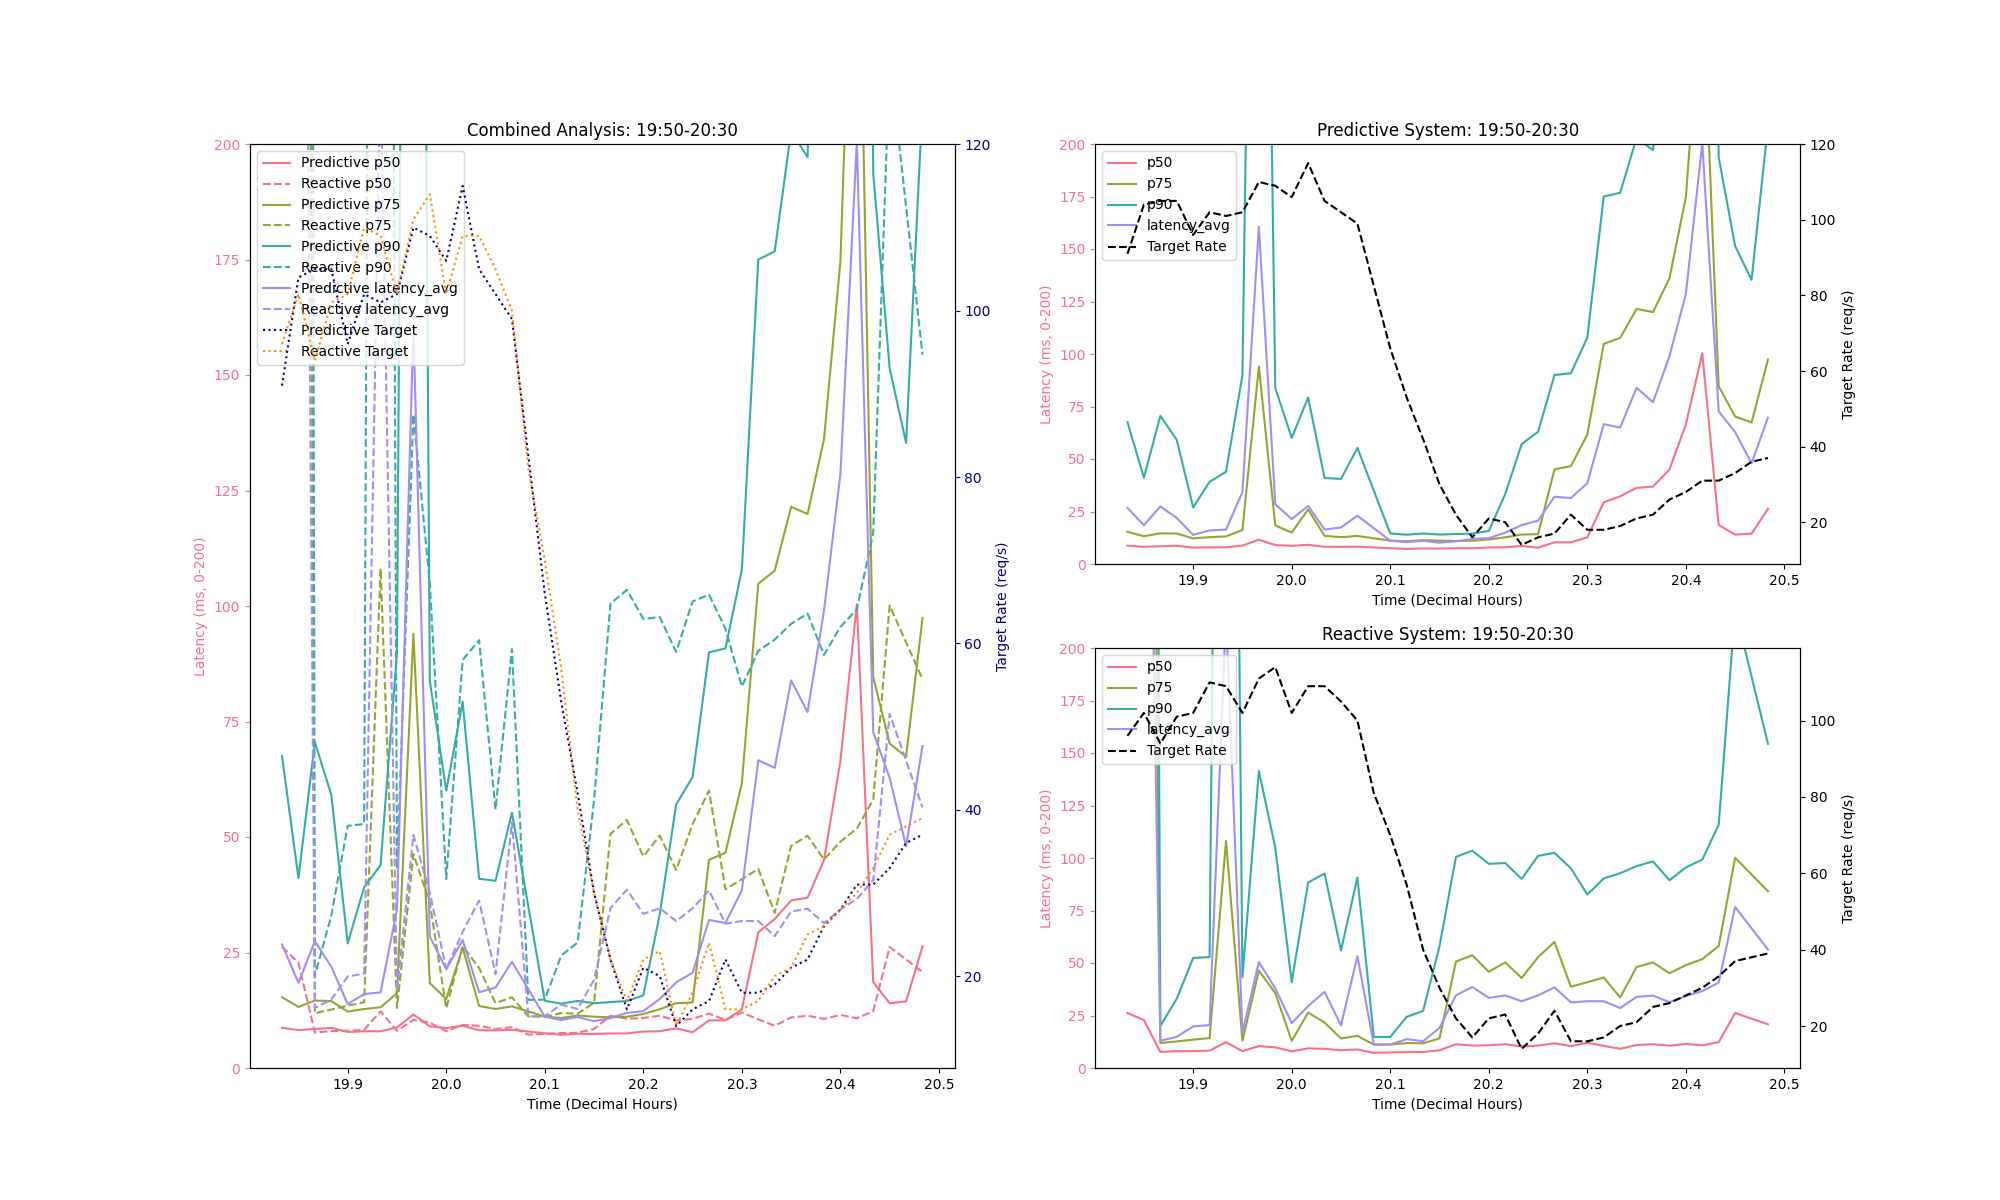 Combined Analysis: 19:50-20:30
200
175
150
125
100
75
50
25
0
Latency (ms, 0-200)
Predictive p50
Reactive p50
Predictive p75
Reactive p75
Predictive p90
Reactive p90
Predictive latency_avg
Reactive latency_avg
Predictive Target
Reactive Target
120
100
80
60
40
20
Target Rate (req/s)
19.9 20.0 20.1 20.2 20.3 20.4 20.5
Time (Decimal Hours)
Predictive System: 19:50-20:30
200
175
150
125
100
75
50
25
0
Latency (ms, 0-200)
p50
p75
p90
latency_avg
Target Rate
120
100
80
60
40
20
Target Rate (req/s)
19.9 20.0 20.1 20.2 20.3 20.4 20.5
Time (Decimal Hours)
Reactive System: 19:50-20:30
200
175
150
125
100
75
50
25
0
Latency (ms, 0-200)
p50
p75
p90
latency_avg
Target Rate
100
80
60
40
20
Target Rate (req/s)
19.9 20.0 20.1 20.2 20.3 20.4 20.5
Time (Decimal Hours)